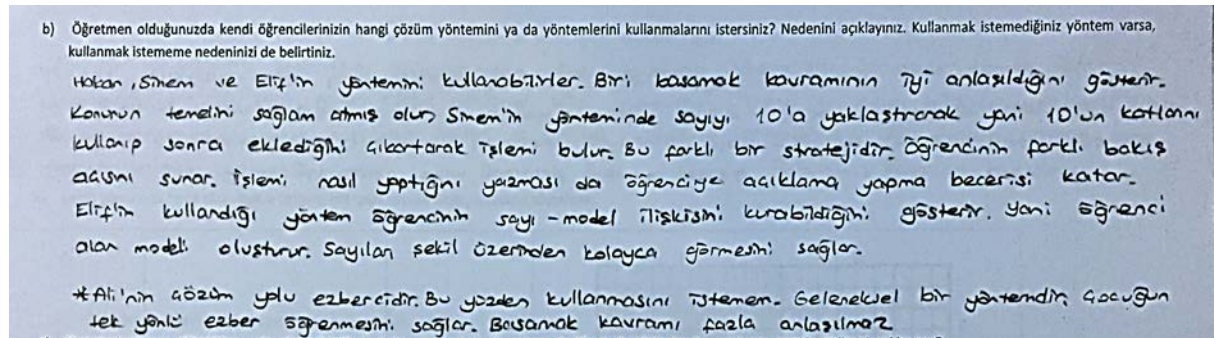 b) Öğretmen olduğunuzda kendi öğrencilerinizin hangi çözüm yöntemini ya da yöntemlerini kullanmalarını istersiniz? Nedenini açıklayınız. Kullanmak istemediğiniz yöntem varsa,
kullanmak istememe nedeninizi de belirtiniz.
Hakan, Sinem ve Elif'in yöntemini kullanabilirler. Biri basamak kavramının iyi anlaşıldığını gösterir.
Konunun temelini sağlam atmış olur. Sinem'in yönteminde sayıyı 10'a yaklaştırarak yani 10'un katlarını
kullanıp sonra eklediğini çıkartarak işlemi bulur. Bu farklı bir stratejidir. Öğrencinin farklı bakış
açısını sunar. İşlemi nasıl yaptığını yazması da öğrenciye açıklama yapma becerisi katar.
Elif'in kullandığı yöntem öğrencinin sayı-model ilişkisini kurabildiğini gösterir. Yani öğrenci
alan modeli oluşturur. Sayıları şekil üzerinden kolayca görmesini sağlar.
*Ali'nin çözüm yolu ezbercidir. Bu yüzden kullanmasını istemem. Geleneksel bir yöntemdir, çocuğun
tek yönlü ezber öğrenmesini sağlar. Basamak kavramı fazla anlaşılmaz